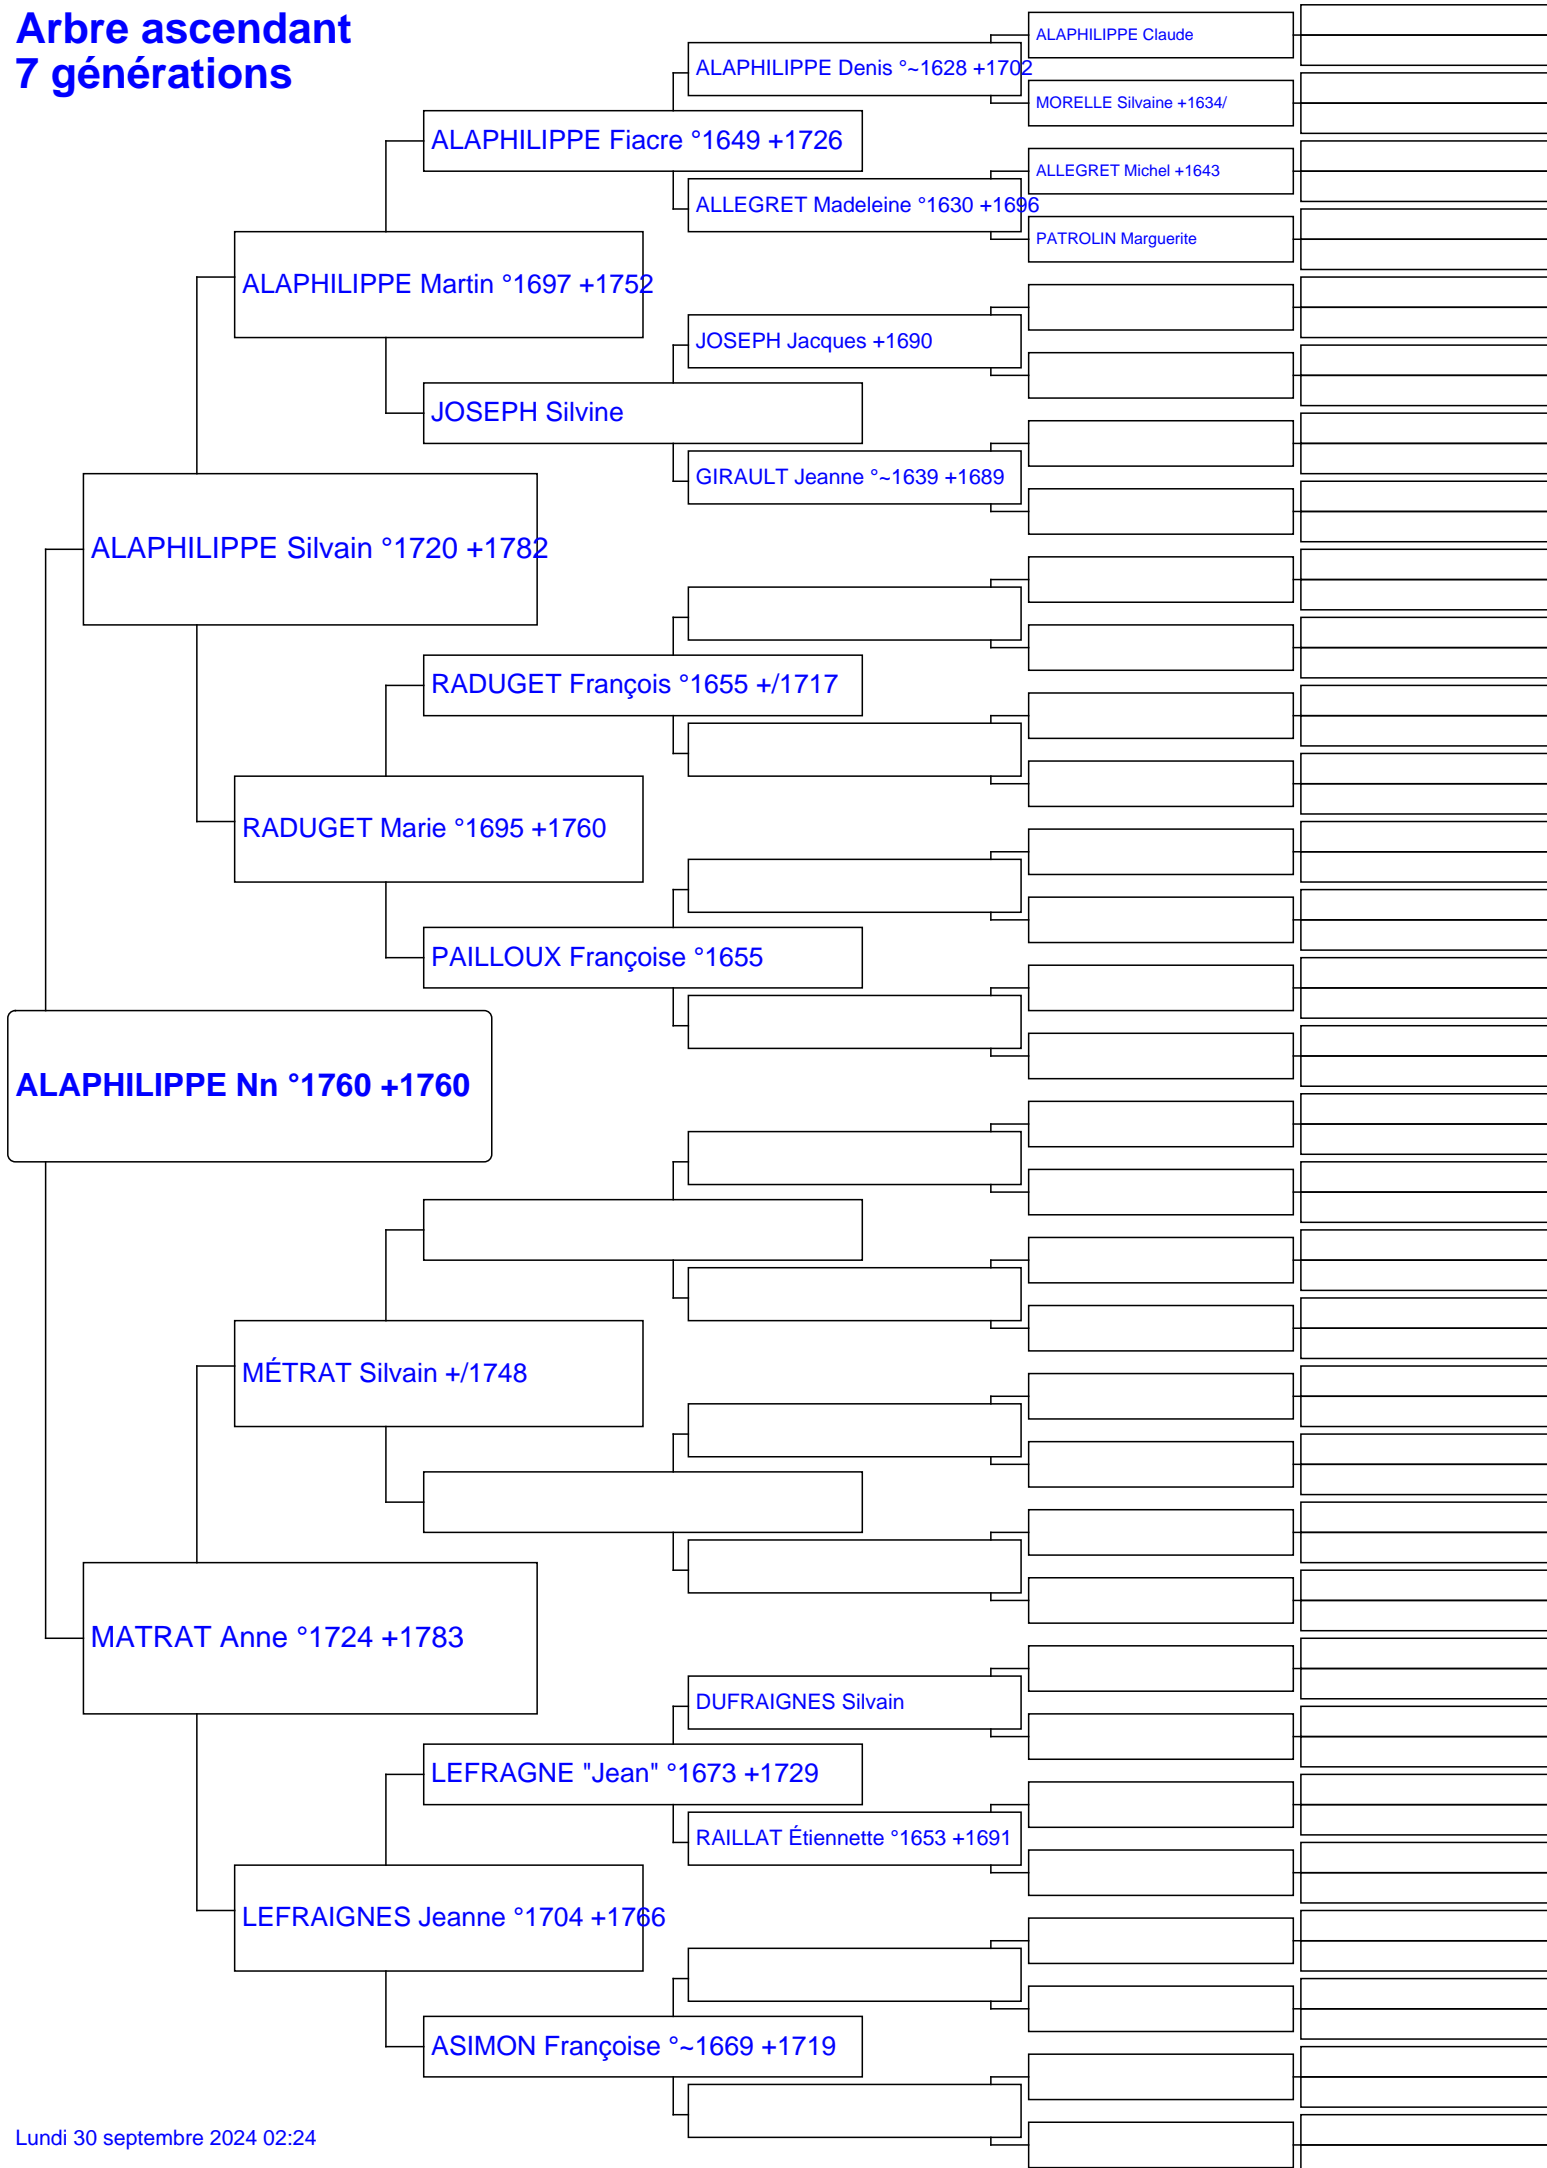 Arbre ascendant
7 générations
ALAPHILIPPE Claude
ALAPHILIPPE Denis °~1628 +1702
MORELLE Silvaine +1634/
ALAPHILIPPE Fiacre °1649 +1726
ALLEGRET Michel +1643
ALLEGRET Madeleine °1630 +1696
PATROLIN Marguerite
ALAPHILIPPE Martin °1697 +1752
JOSEPH Jacques +1690
JOSEPH Silvine
GIRAULT Jeanne °~1639 +1689
ALAPHILIPPE Silvain °1720 +1782
RADUGET François °1655 +/1717
RADUGET Marie °1695 +1760
PAILLOUX Françoise °1655
ALAPHILIPPE Nn °1760 +1760
MÉTRAT Silvain +/1748
MATRAT Anne °1724 +1783
DUFRAIGNES Silvain
LEFRAGNE "Jean" °1673 +1729
RAILLAT Étiennette °1653 +1691
LEFRAIGNES Jeanne °1704 +1766
ASIMON Françoise °~1669 +1719
Lundi 30 septembre 2024 02:24